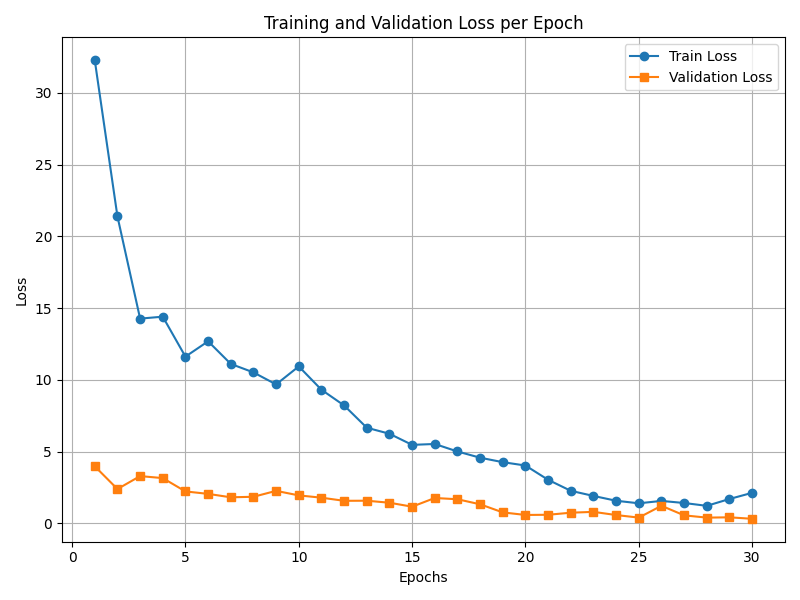 Training and Validation Loss per Epoch
Train Loss
Validation Loss
30
25
20
15
10
5
0
Loss
0 5 10 15 20 25 30
Epochs